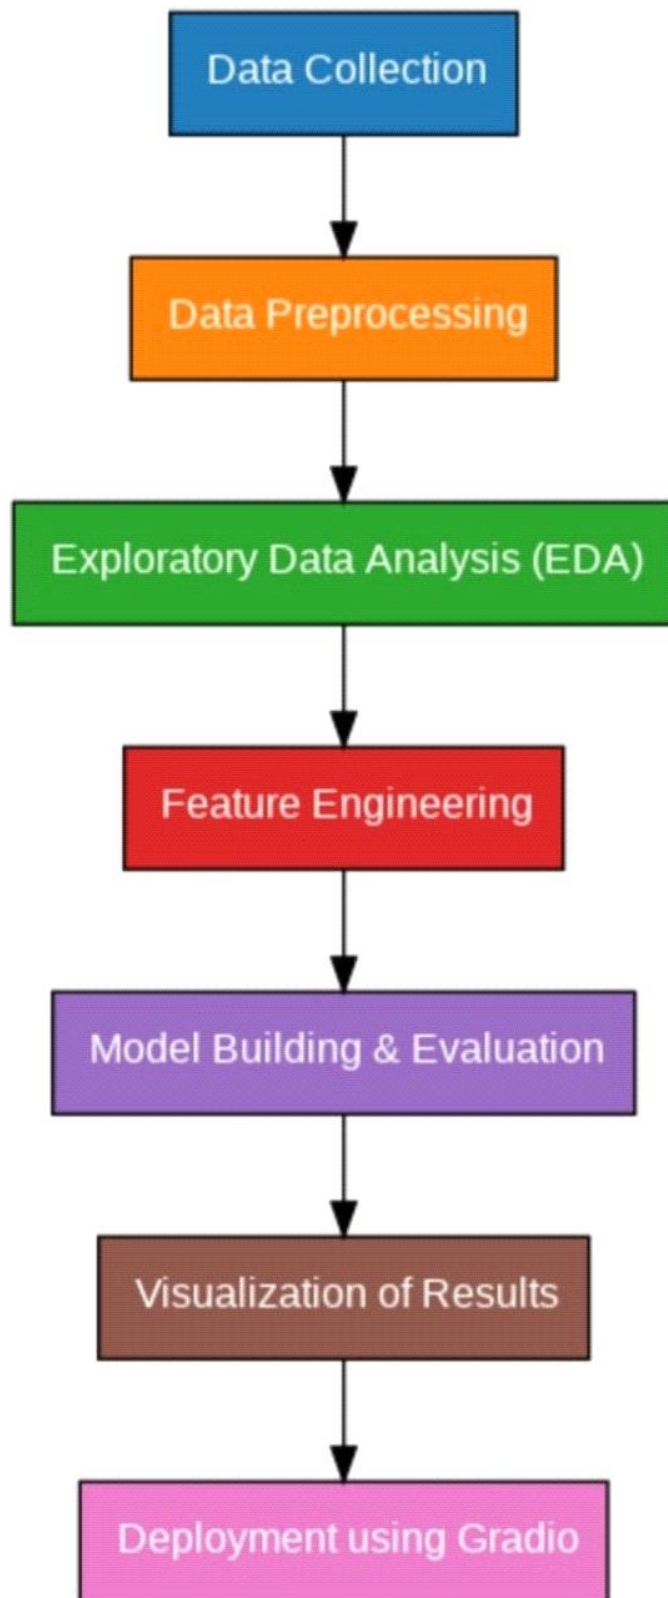 Data Collection
Data Preprocessing
Exploratory Data Analysis (EDA)
Feature Engineering
Model Building & Evaluation
Visualization of Results
Deployment using Gradio